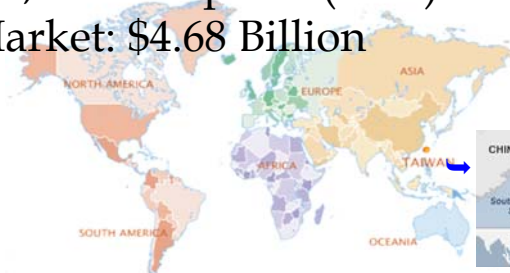 Market: $4.68 Billion
ASIA
NORTH AMERICA
EUROPE
AFRICA
TAIWAN
SOUTH AMERICA
OCEANIA